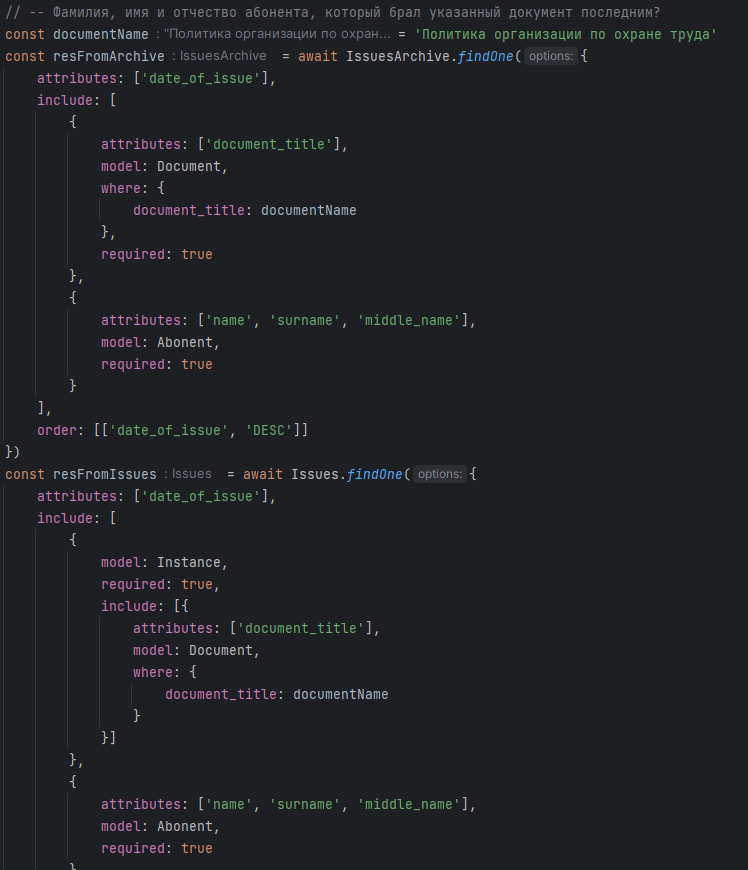 // -- Фамилия, имя и отчество абонента, который брал указанный документ последним?
const documentName : "Политика организации по охран... = 'Политика организации по охране труда'
const resFromArchive : IssuesArchive = await IssuesArchive.findOne( options: {
    attributes: ['date_of_issue'],
    include: [
        {
            attributes: ['document_title'],
            model: Document,
            where: {
                document_title: documentName
            },
            required: true
        },
        {
            attributes: ['name', 'surname', 'middle_name'],
            model: Abonent,
            required: true
        }
    ],
    order: [['date_of_issue', 'DESC']]
})
const resFromIssues : Issues = await Issues.findOne( options: {
    attributes: ['date_of_issue'],
    include: [
        {
            model: Instance,
            required: true,
            include: [{
                attributes: ['document_title'],
                model: Document,
                where: {
                    document_title: documentName
                }
            }]
        },
        {
            attributes: ['name', 'surname', 'middle_name'],
            model: Abonent,
            required: true
        }